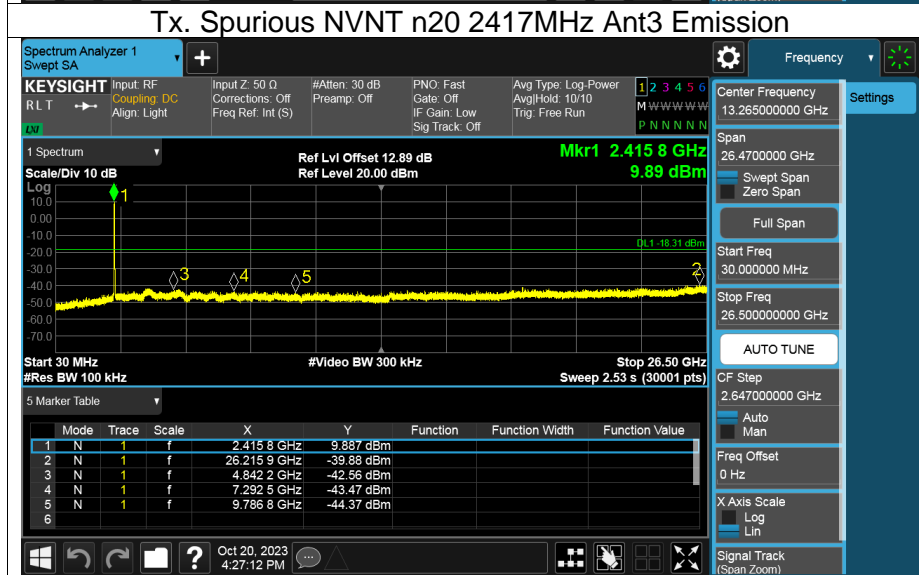 (Span Zoom)
Tx. Spurious NVNT n20 2417MHz Ant3 Emission
Spectrum Analyzer 1
Swept SA
+
Frequency
KEYSIGHT
RLT
LXI
Input: RF
Coupling: DC
Align: Light
Input Z: 50 Ω
Corrections: Off
Freq Ref: Int (S)
#Atten: 30 dB
Preamp: Off
PNO: Fast
Gate: Off
IF Gain: Low
Sig Track: Off
Avg Type: Log-Power
Avg|Hold: 10/10
Trig: Free Run
1 2 3 4 5 6
M W W W W W
P N N N N N
Center Frequency
13.265000000 GHz
Settings
1 Spectrum
Scale/Div 10 dB
Ref Lvl Offset 12.89 dB
Ref Level 20.00 dBm
Mkr1 2.415 8 GHz
9.89 dBm
Log
10.0
0.00
-10.0
-20.0
-30.0
-40.0
-50.0
-60.0
-70.0
1
3
4
5
2
DL1 -18.31 dBm
Start 30 MHz
#Res BW 100 kHz
#Video BW 300 kHz
Stop 26.50 GHz
Sweep 2.53 s (30001 pts)
Span
26.4700000 GHz
Swept Span
Zero Span
Full Span
Start Freq
30.000000 MHz
Stop Freq
26.500000000 GHz
AUTO TUNE
CF Step
2.647000000 GHz
Auto
Man
Freq Offset
0 Hz
X Axis Scale
Log
Lin
Signal Track
(Span Zoom)
5 Marker Table
Mode Trace Scale X Y Function Function Width Function Value
1 N 1 f 2.415 8 GHz 9.887 dBm
2 N 1 f 26.215 9 GHz -39.88 dBm
3 N 1 f 4.842 2 GHz -42.56 dBm
4 N 1 f 7.292 5 GHz -43.47 dBm
5 N 1 f 9.786 8 GHz -44.37 dBm
6
?
Oct 20, 2023
4:27:12 PM